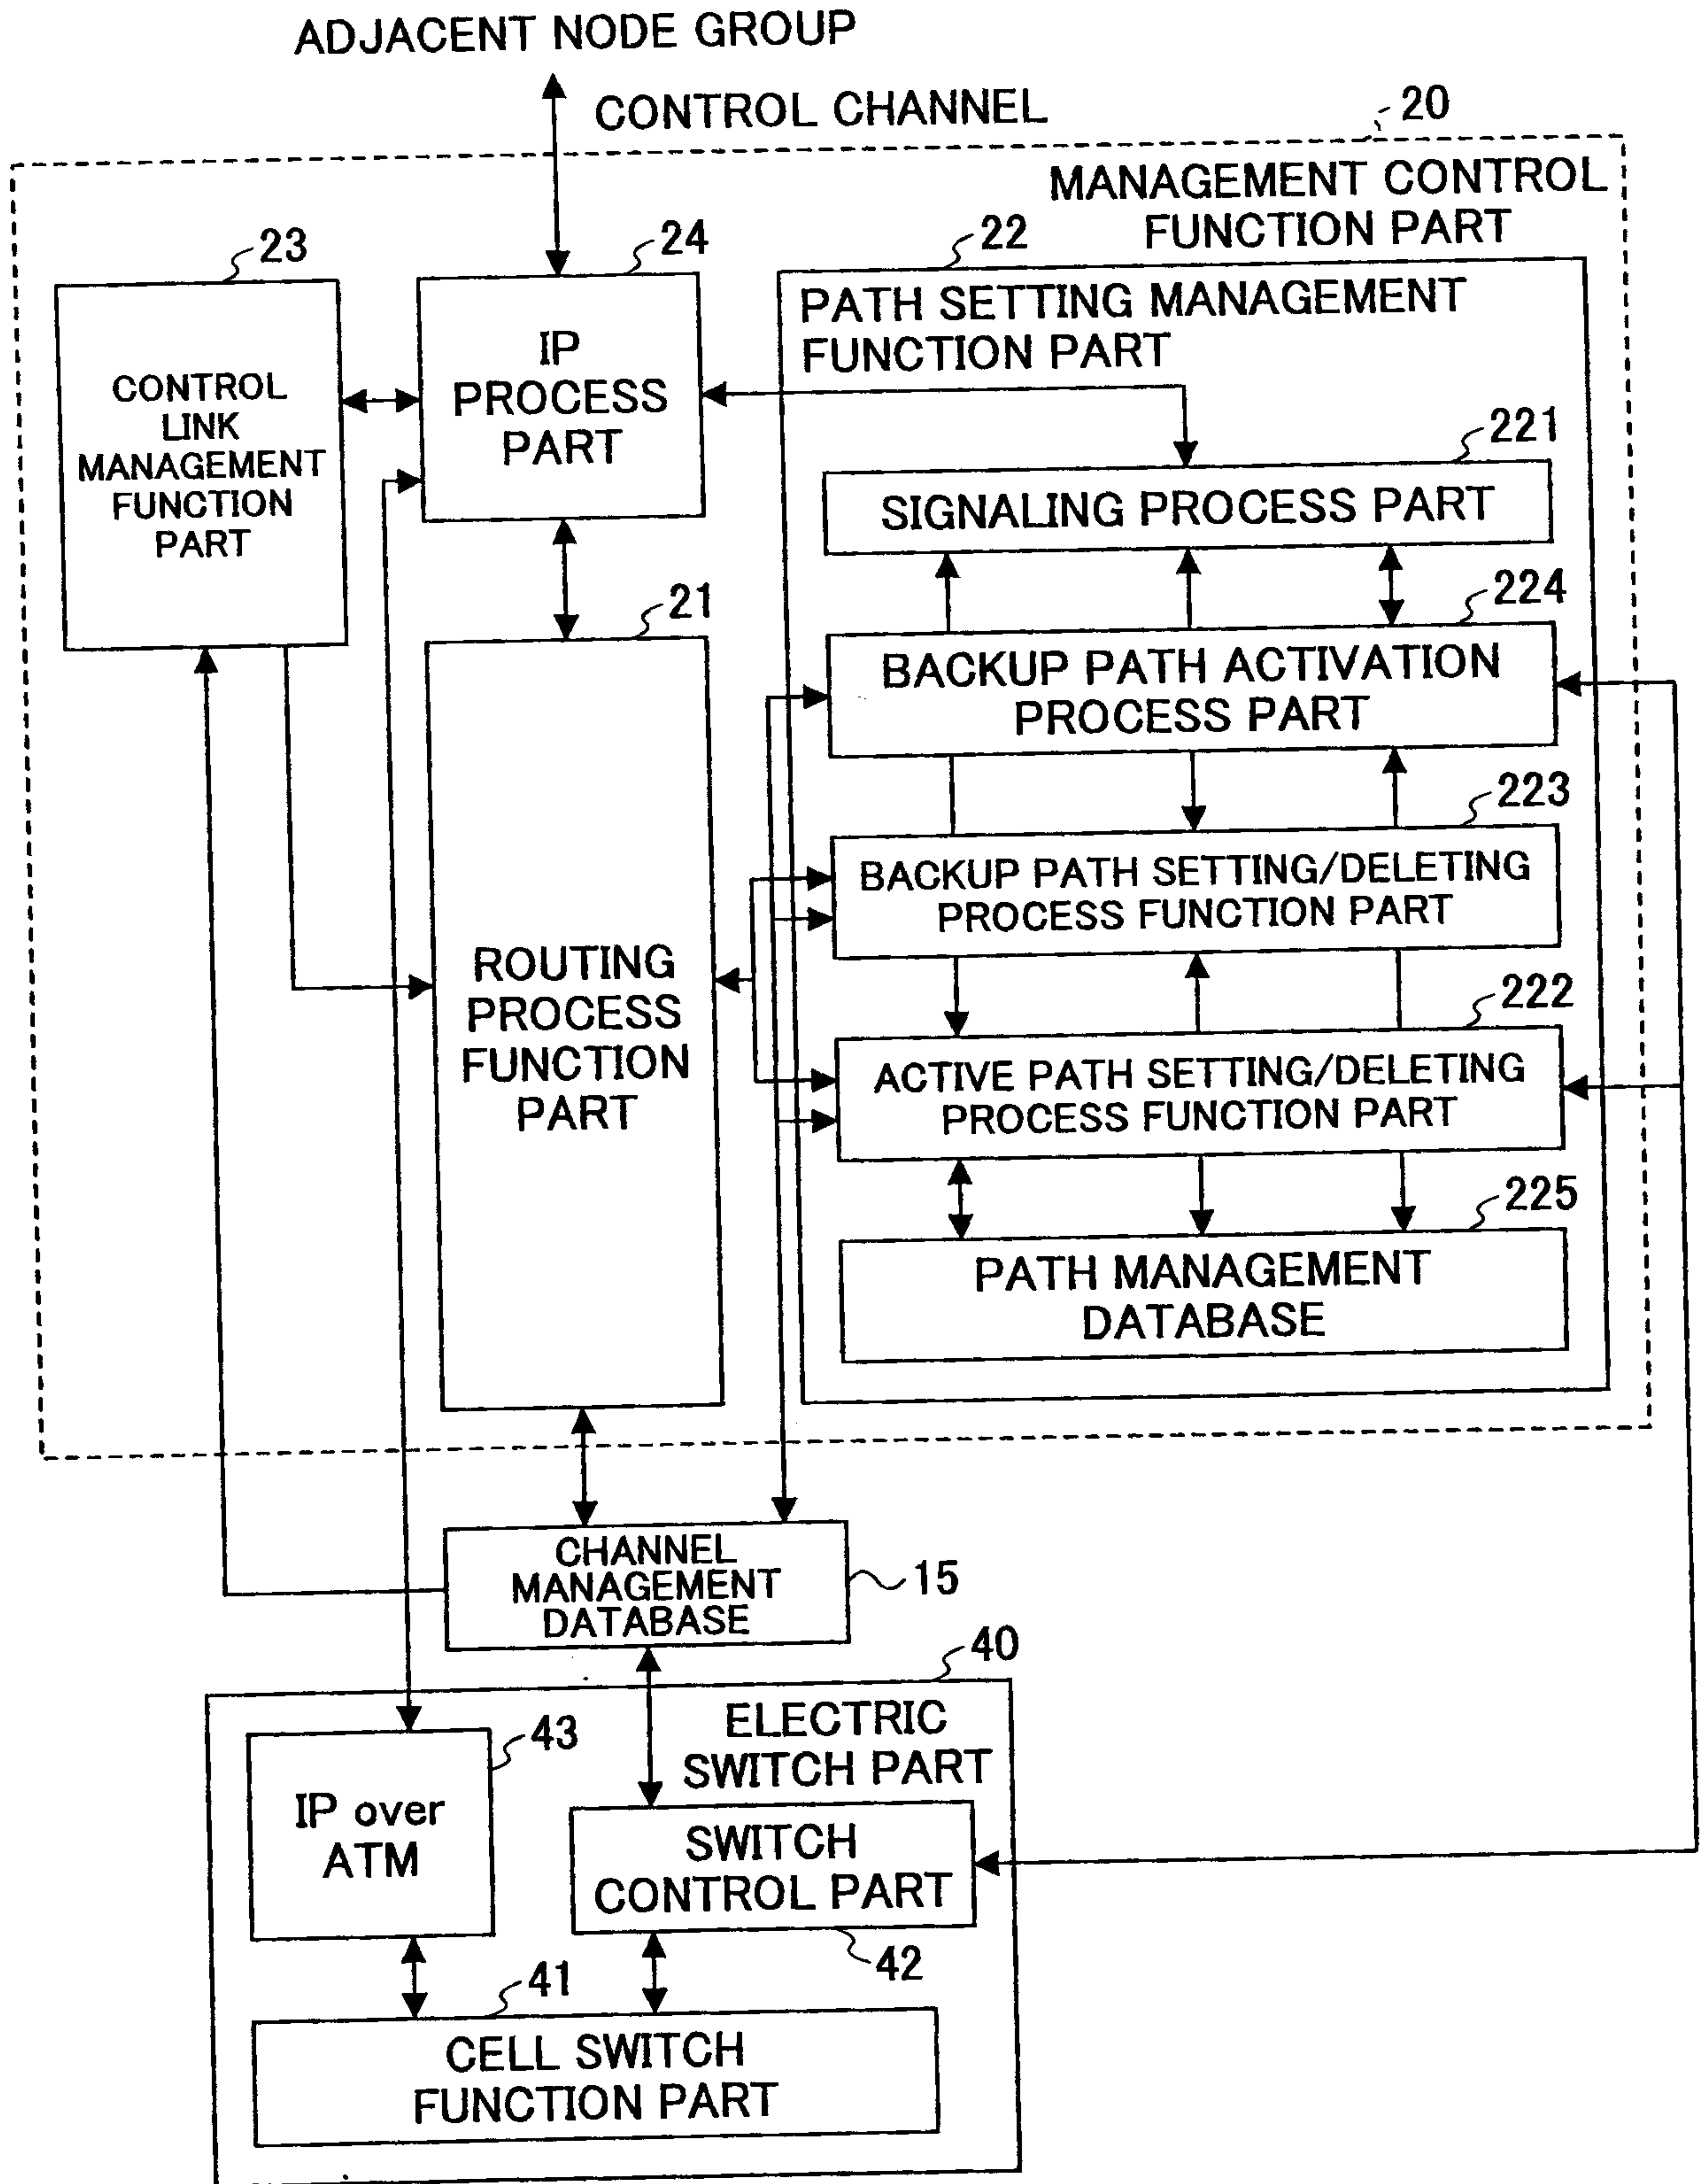 ADJACENT NODE GROUP
CONTROL CHANNEL
20
MANAGEMENT CONTROL
FUNCTION PART
23
24
22
CONTROL
LINK
MANAGEMENT
FUNCTION
PART
IP
PROCESS
PART
PATH SETTING MANAGEMENT
FUNCTION PART
221
SIGNALING PROCESS PART
224
BACKUP PATH ACTIVATION
PROCESS PART
21
ROUTING
PROCESS
FUNCTION
PART
223
BACKUP PATH SETTING/DELETING
PROCESS FUNCTION PART
222
ACTIVE PATH SETTING/DELETING
PROCESS FUNCTION PART
225
PATH MANAGEMENT
DATABASE
CHANNEL
MANAGEMENT
DATABASE
15
40
ELECTRIC
SWITCH PART
43
IP over
ATM
SWITCH
CONTROL PART
42
41
CELL SWITCH
FUNCTION PART